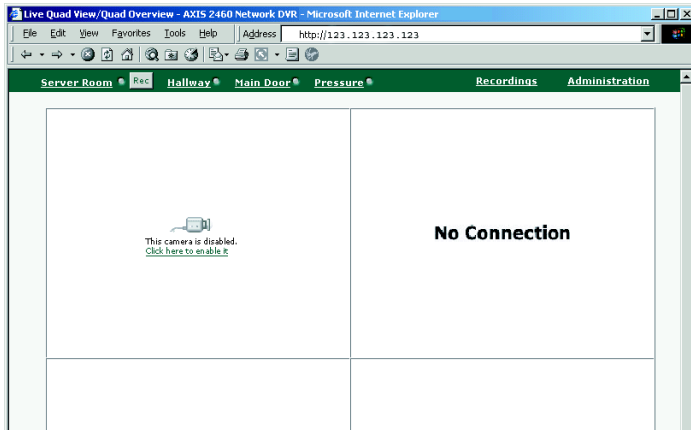 Live Quad View/Quad Overview - AXIS 2460 Network DVR - Microsoft Internet Explorer
File Edit View Favorites Tools Help Address http://123.123.123.123
Server Room Rec Hallway Main Door Pressure Recordings Administration
This camera is disabled.
Click here to enable it
No Connection